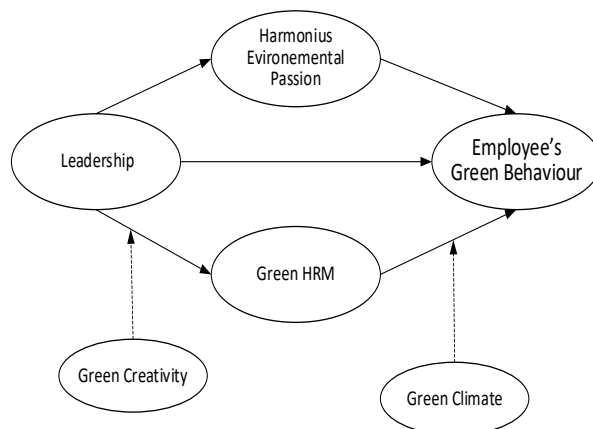 Harmonius
Evironemental
Passion
Leadership
Employee's
Green Behaviour
Green HRM
Green Creativity
Green Climate